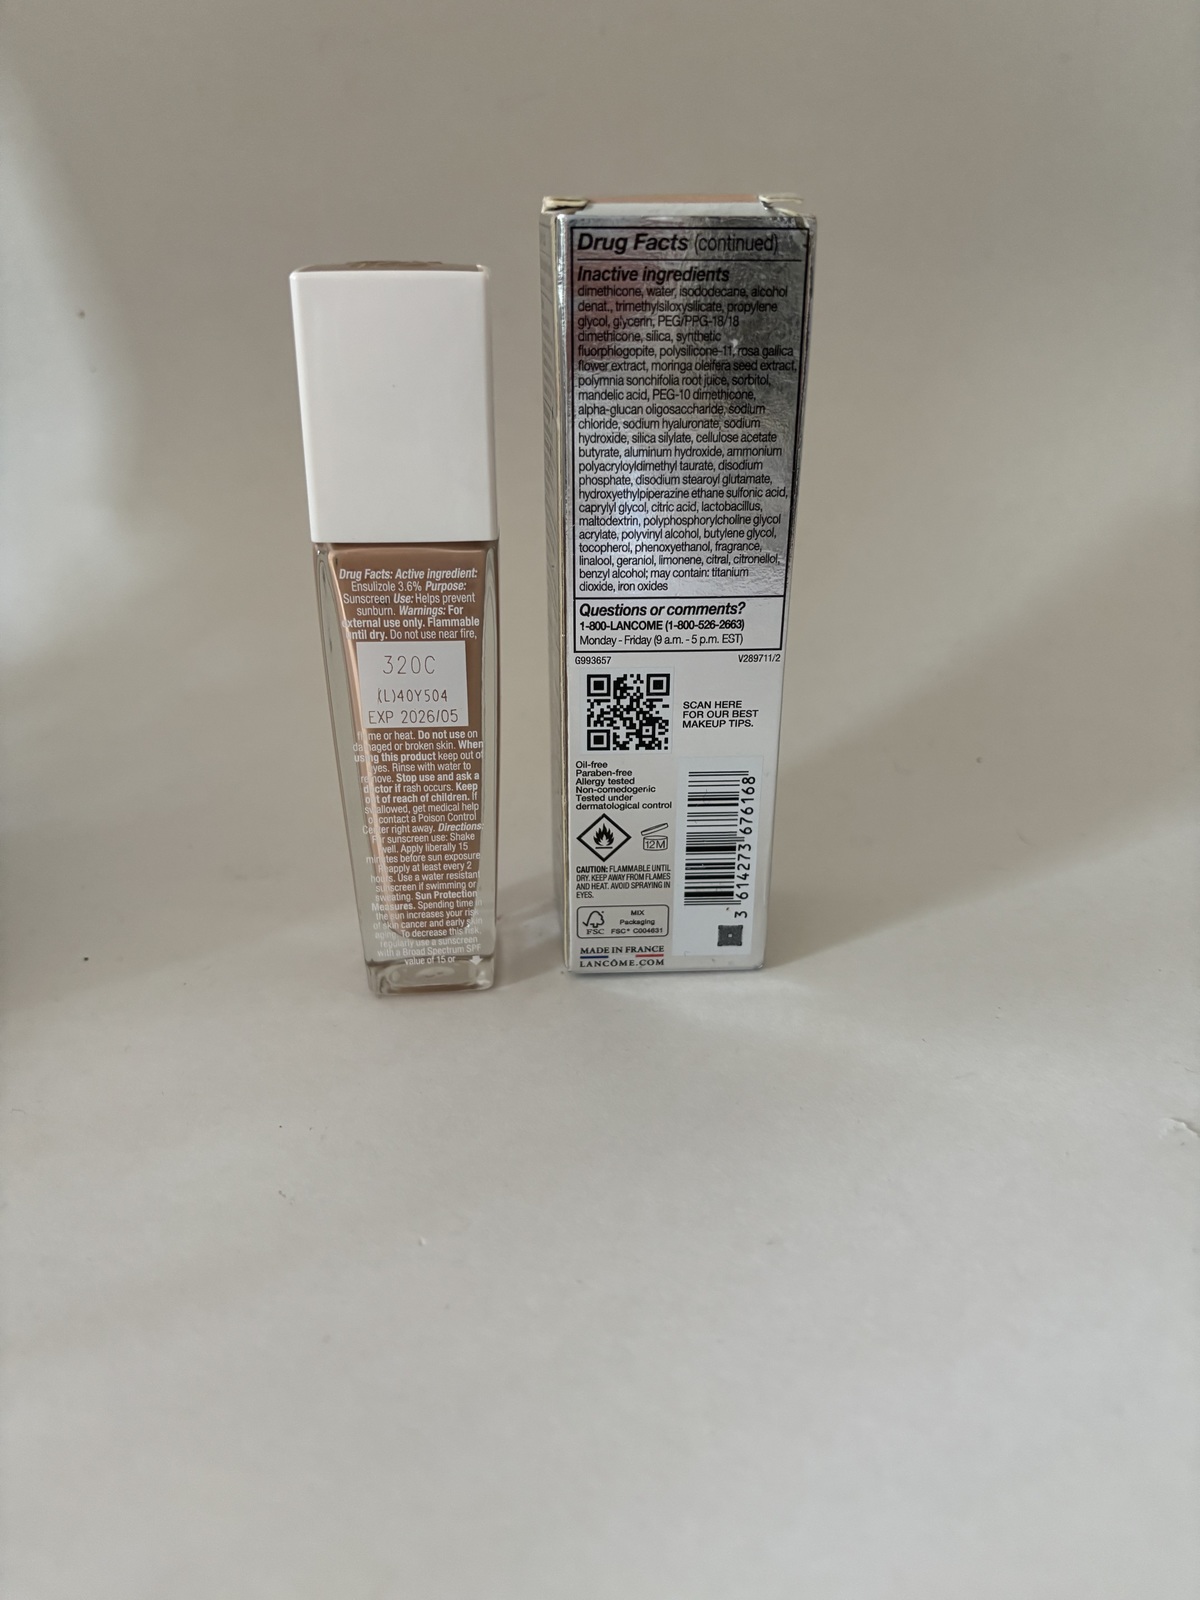 Drug Facts: Active ingredient:
Ensulizole 3.6% Purpose:
Sunscreen Use: Helps prevent
sunburn. Warnings: For
external use only. Flammable
until dry. Do not use near fire,
320C
(L)40Y504
EXP 2026/05
flame or heat. Do not use on
damaged or broken skin. When
using this product keep out of
eyes. Rinse with water to
remove. Stop use and ask a
doctor if rash occurs. Keep
out of reach of children. If
swallowed, get medical help
or contact a Poison Control
Center right away. Directions:
For sunscreen use: Shake
well. Apply liberally 15
minutes before sun exposure
Reapply at least every 2
hours. Use a water resistant
sunscreen if swimming or
sweating. Sun Protection
Measures. Spending time in
the sun increases your risk
of skin cancer and early skin
aging. To decrease this risk,
regularly use a sunscreen
with a Broad Spectrum SPF
value of 15 or
Drug Facts (continued)
Inactive ingredients
dimethicone, water, isododecane, alcohol
denat., trimethylsiloxysilicate, propylene
glycol, glycerin, PEG/PPG-18/18
dimethicone, silica, synthetic
fluorphlogopite, polysilicone-11, rosa gallica
flower extract, moringa oleifera seed extract,
polymnia sonchifolia root juice, sorbitol,
mandelic acid, PEG-10 dimethicone,
alpha-glucan oligosaccharide, sodium
chloride, sodium hyaluronate, sodium
hydroxide, silica silylate, cellulose acetate
butyrate, aluminum hydroxide, ammonium
polyacryloyldimethyl taurate, disodium
phosphate, disodium stearoyl glutamate,
hydroxyethylpiperazine ethane sulfonic acid,
caprylyl glycol, citric acid, lactobacillus,
maltodextrin, polyphosphorylcholine glycol
acrylate, polyvinyl alcohol, butylene glycol,
tocopherol, phenoxyethanol, fragrance,
linalool, geraniol, limonene, citral, citronellol,
benzyl alcohol; may contain: titanium
dioxide, iron oxides
Questions or comments?
1-800-LANCOME (1-800-526-2663)
Monday - Friday (9 a.m. - 5 p.m. EST)
G993657 V289711/2
SCAN HERE
FOR OUR BEST
MAKEUP TIPS.
Oil-free
Paraben-free
Allergy tested
Non-comedogenic
Tested under
dermatological control
12M
CAUTION: FLAMMABLE UNTIL
DRY. KEEP AWAY FROM FLAMES
AND HEAT. AVOID SPRAYING IN
EYES.
FSC
MIX
Packaging
FSC® C004631
MADE IN FRANCE
LANCÔME.COM
3 614273 676168